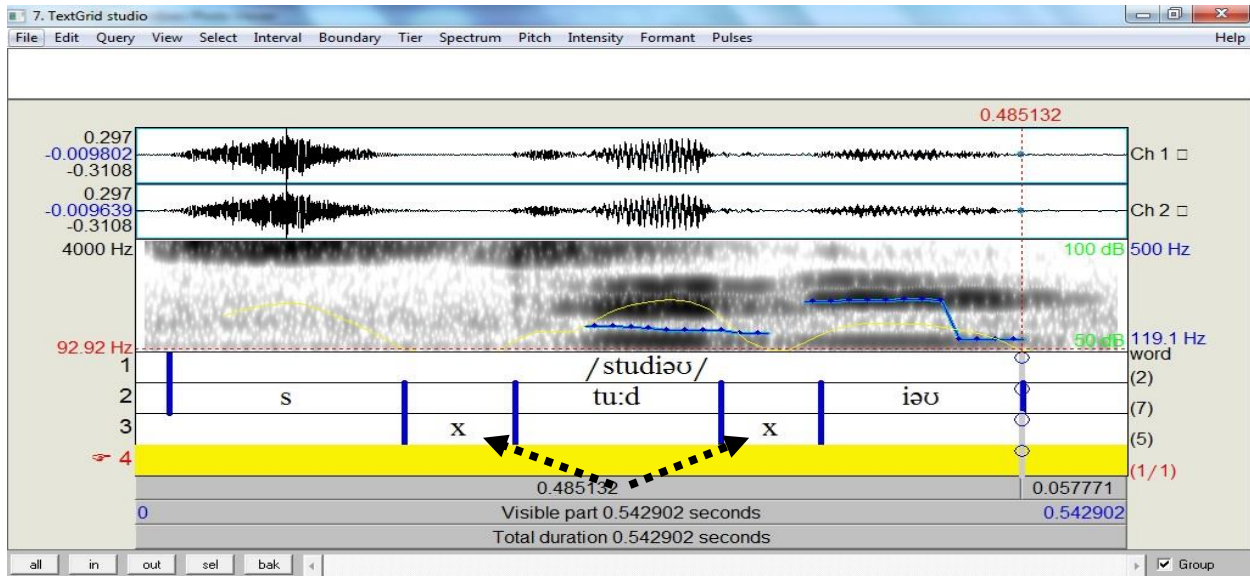 7. TextGrid studio
File Edit Query View Select Interval Boundary Tier Spectrum Pitch Intensity Formant Pulses Help
0.485132
0.297
-0.009802
-0.3108
Ch 1
0.297
-0.009639
-0.3108
Ch 2
4000 Hz 100 dB 500 Hz
92.92 Hz 50 dB 119.1 Hz
1 /studiəʊ/ word (2)
2 s tu:d iəʊ (7)
3 x x (5)
4 (1/1)
0.485132 0.057771
0 Visible part 0.542902 seconds 0.542902
Total duration 0.542902 seconds
all in out sel bak Group